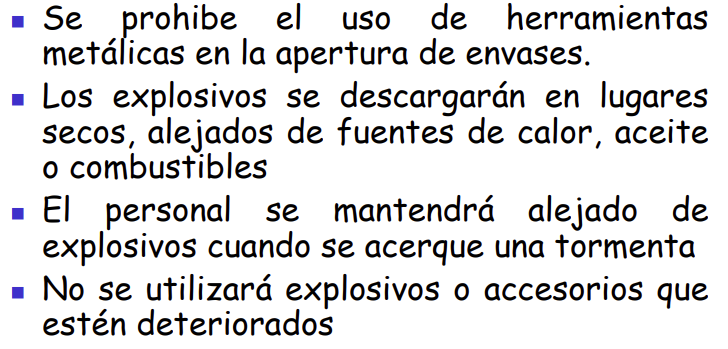 Se prohibe el uso de herramientas
metálicas en la apertura de envases.
Los explosivos se descargarán en lugares
secos, alejados de fuentes de calor, aceite
o combustibles
El personal se mantendrá alejado de
explosivos cuando se acerque una tormenta
No se utilizará explosivos o accesorios que
estén deteriorados